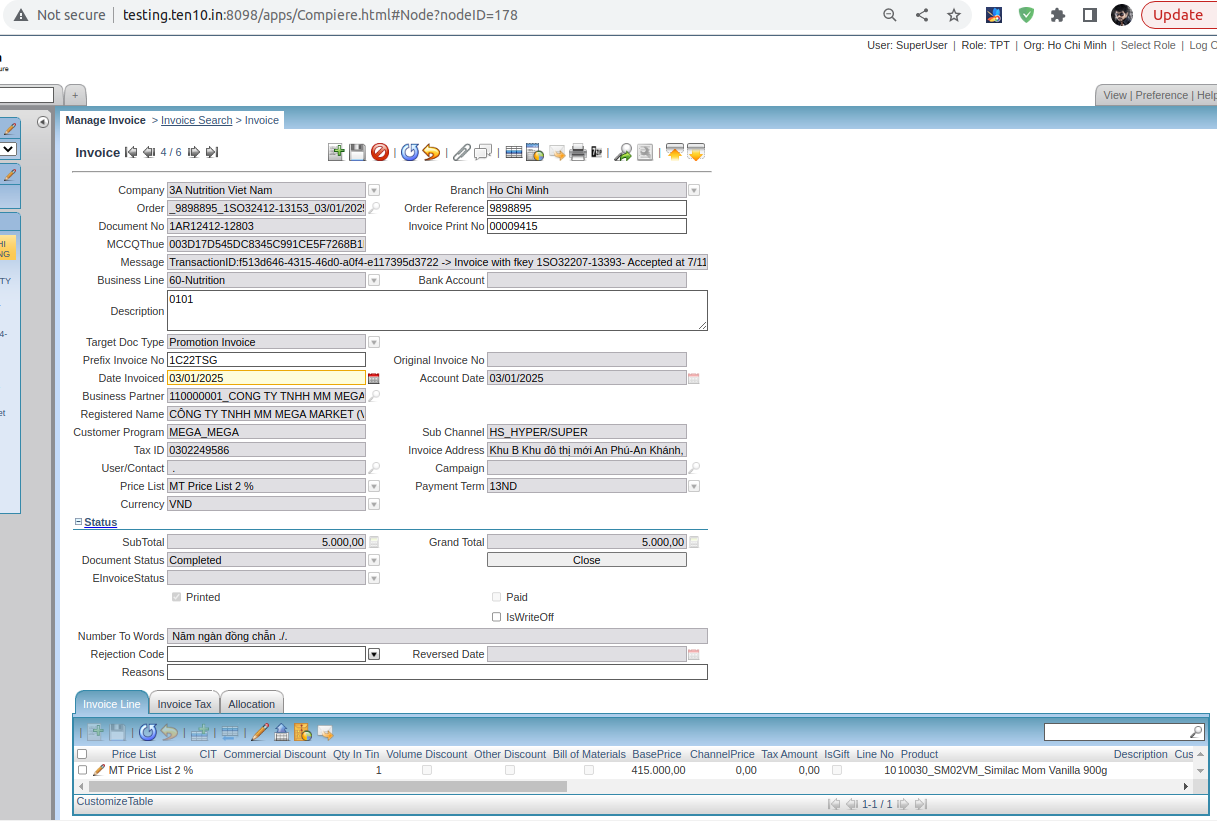 Not secure | testing.ten10.in:8098/apps/Compiere.html#Node?nodeID=178 Update
User: SuperUser | Role: TPT | Org: Ho Chi Minh | Select Role | Log
+ View | Preference | Help
Manage Invoice > Invoice Search > Invoice
Invoice 4 / 6
Company 3A Nutrition Viet Nam Branch Ho Chi Minh
Order _9898895_1SO32412-13153_03/01/2025 Order Reference 9898895
Document No 1AR12412-12803 Invoice Print No 00009415
MCCQThue 003D17D545DC8345C991CE5F7268B1
Message TransactionID:f513d646-4315-46d0-a0f4-e117395d3722 -> Invoice with fkey 1SO32207-13393- Accepted at 7/11
Business Line 60-Nutrition Bank Account
Description 0101
Target Doc Type Promotion Invoice
Prefix Invoice No 1C22TSG Original Invoice No
Date Invoiced 03/01/2025 Account Date 03/01/2025
Business Partner 110000001_CONG TY TNHH MM MEGA
Registered Name CÔNG TY TNHH MM MEGA MARKET (V
Customer Program MEGA_MEGA Sub Channel HS_HYPER/SUPER
Tax ID 0302249586 Invoice Address Khu B Khu đô thị mới An Phú-An Khánh,
User/Contact . Campaign
Price List MT Price List 2 % Payment Term 13ND
Currency VND
Status
SubTotal 5.000,00 Grand Total 5.000,00
Document Status Completed Close
EInvoiceStatus
Printed Paid
IsWriteOff
Number To Words Năm ngàn đồng chẵn ./.
Rejection Code Reversed Date
Reasons
Invoice Line Invoice Tax Allocation
Price List CIT Commercial Discount Qty In Tin Volume Discount Other Discount Bill of Materials BasePrice ChannelPrice Tax Amount IsGift Line No Product Description Cus
MT Price List 2 % 1 415.000,00 0,00 0,00 10 10030_SM02VM_Similac Mom Vanilla 900g
CustomizeTable 1-1 / 1